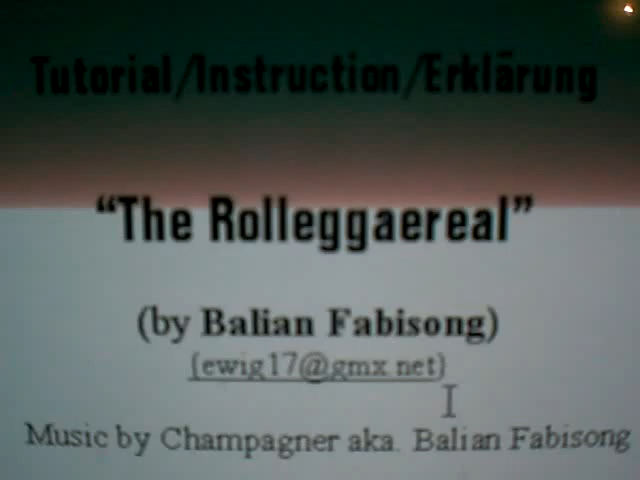 Tutorial/Instruction/Erklärung
“The Rolleggaereal”
(by Balian Fabisong)
(ewig17@gmx.net)
Music by Champagner aka. Balian Fabisong